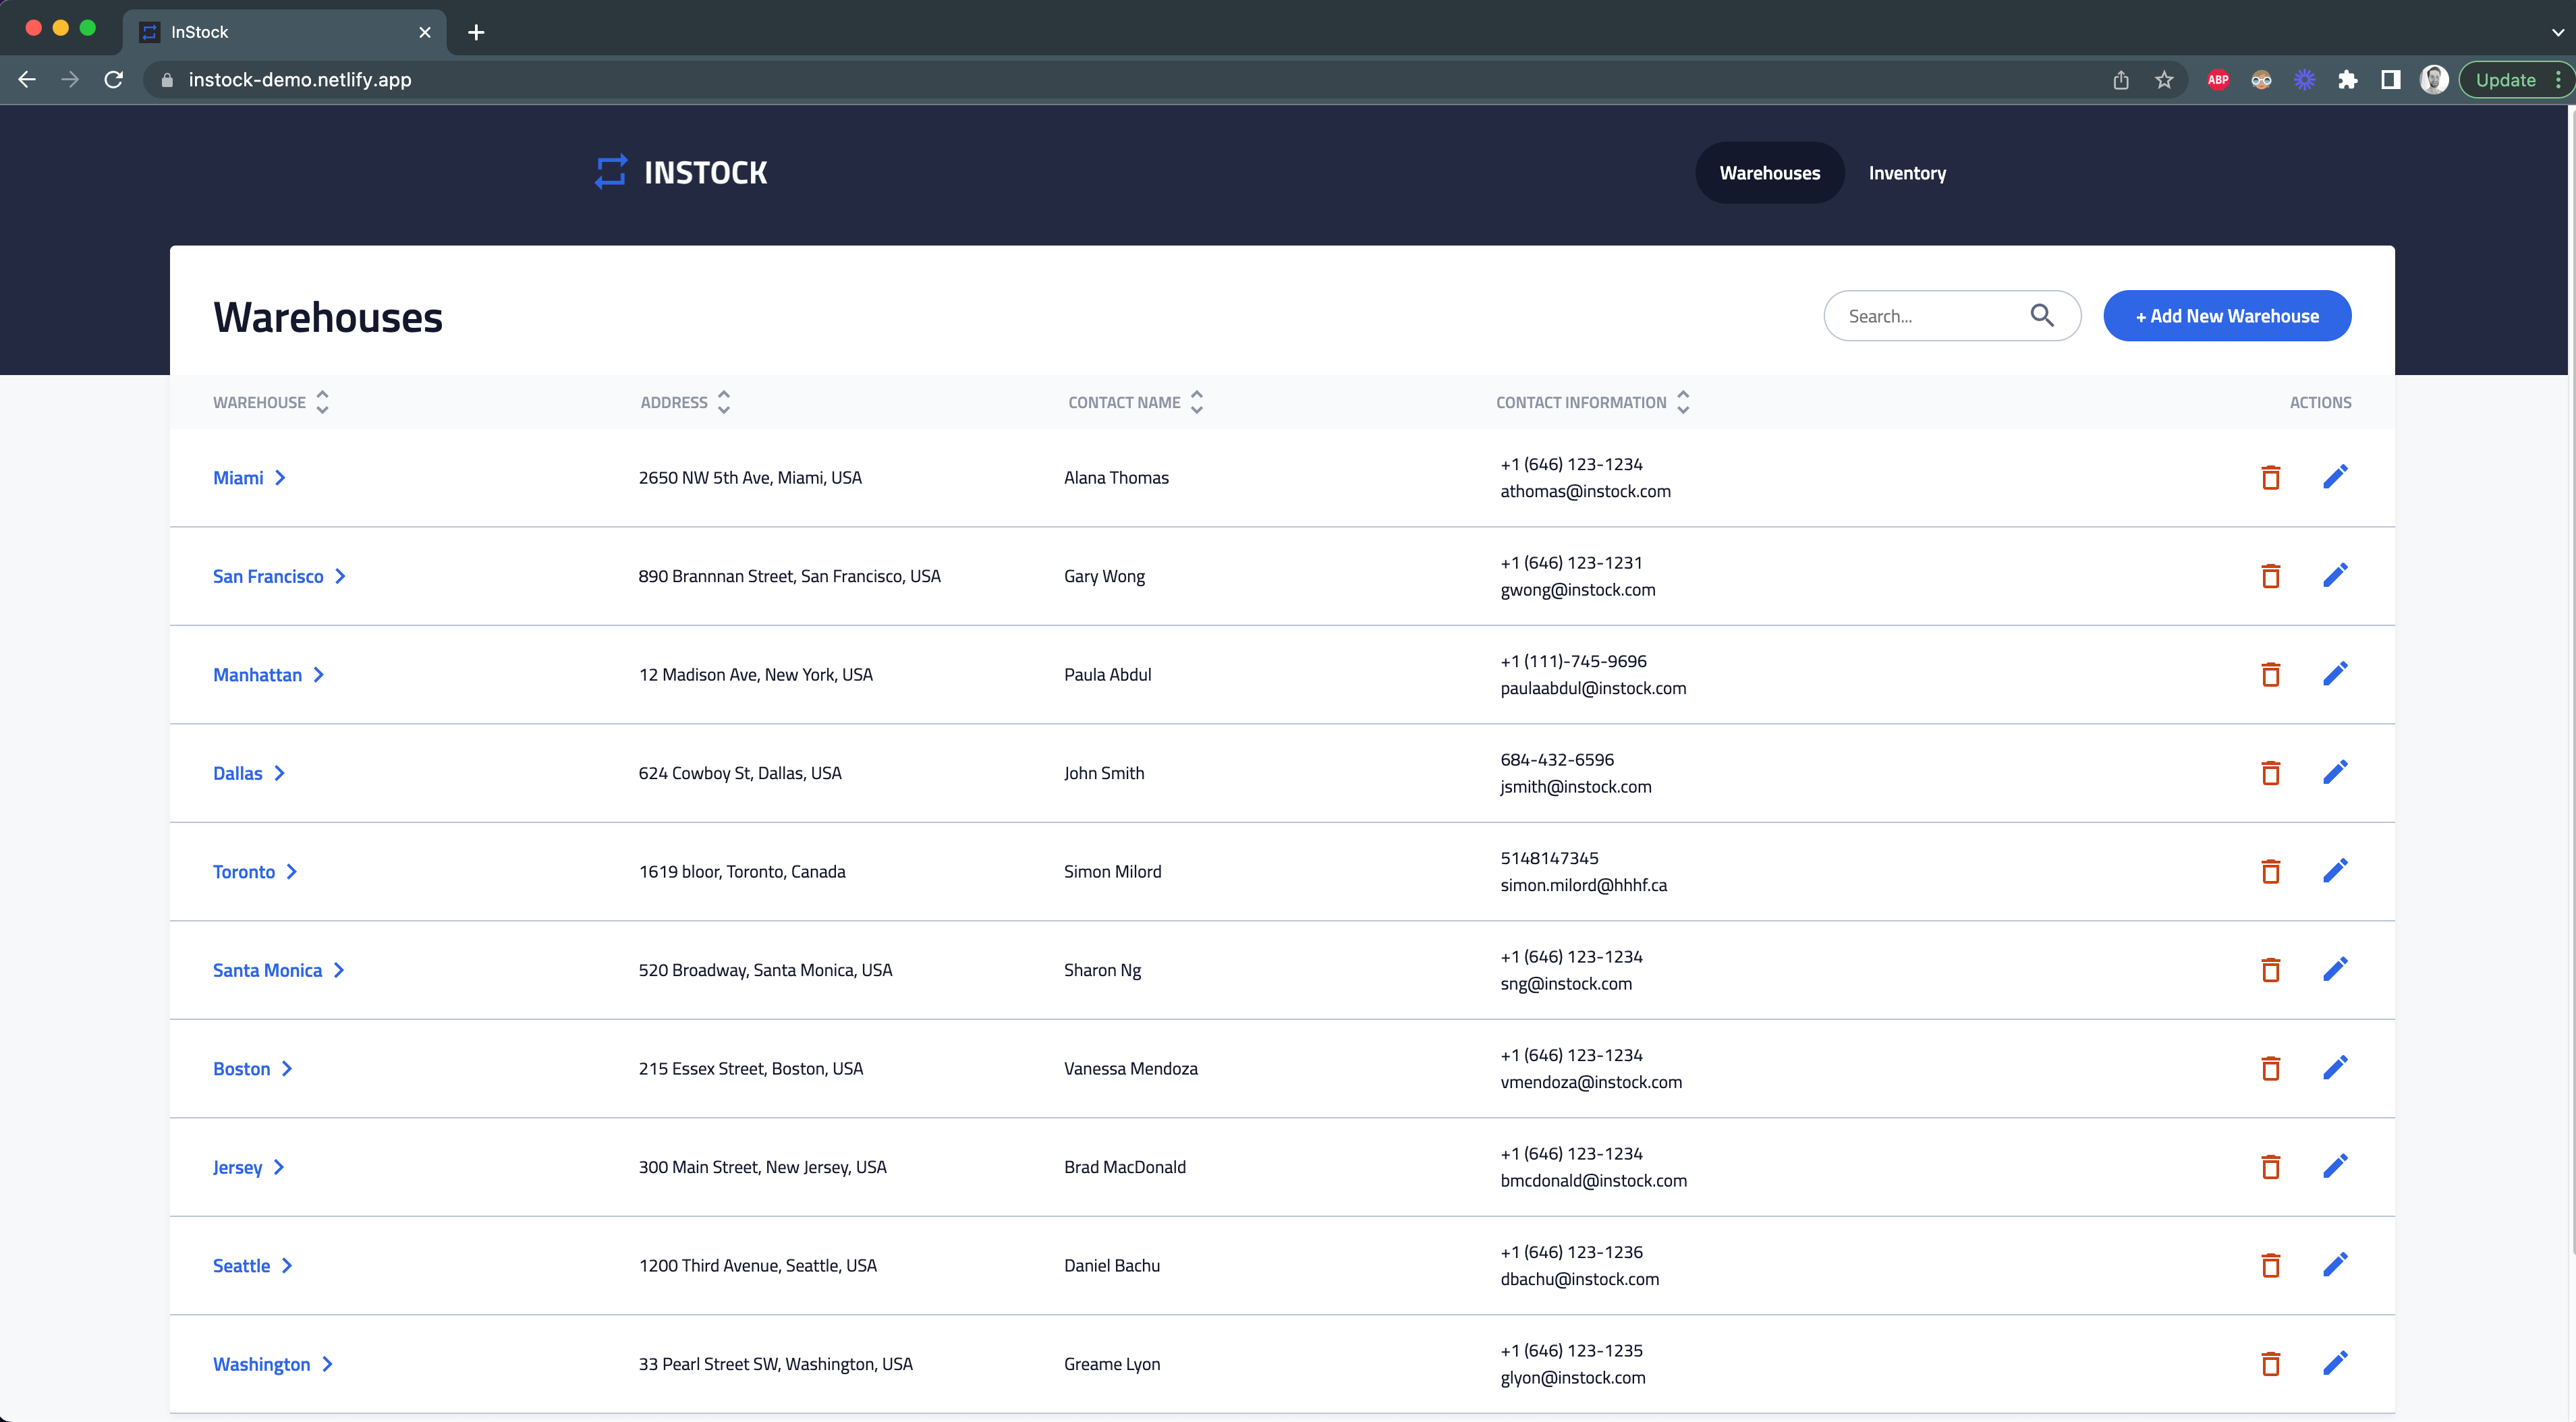 InStock
instock-demo.netlify.app
ABP
Update
INSTOCK
Warehouses
Inventory
Warehouses
Search...
+ Add New Warehouse
WAREHOUSE
ADDRESS
CONTACT NAME
CONTACT INFORMATION
ACTIONS
Miami
2650 NW 5th Ave, Miami, USA
Alana Thomas
+1 (646) 123-1234
athomas@instock.com
San Francisco
890 Brannnan Street, San Francisco, USA
Gary Wong
+1 (646) 123-1231
gwong@instock.com
Manhattan
12 Madison Ave, New York, USA
Paula Abdul
+1 (111)-745-9696
paulaabdul@instock.com
Dallas
624 Cowboy St, Dallas, USA
John Smith
684-432-6596
jsmith@instock.com
Toronto
1619 bloor, Toronto, Canada
Simon Milord
5148147345
simon.milord@hhhf.ca
Santa Monica
520 Broadway, Santa Monica, USA
Sharon Ng
+1 (646) 123-1234
sng@instock.com
Boston
215 Essex Street, Boston, USA
Vanessa Mendoza
+1 (646) 123-1234
vmendoza@instock.com
Jersey
300 Main Street, New Jersey, USA
Brad MacDonald
+1 (646) 123-1234
bmcdonald@instock.com
Seattle
1200 Third Avenue, Seattle, USA
Daniel Bachu
+1 (646) 123-1236
dbachu@instock.com
Washington
33 Pearl Street SW, Washington, USA
Greame Lyon
+1 (646) 123-1235
glyon@instock.com